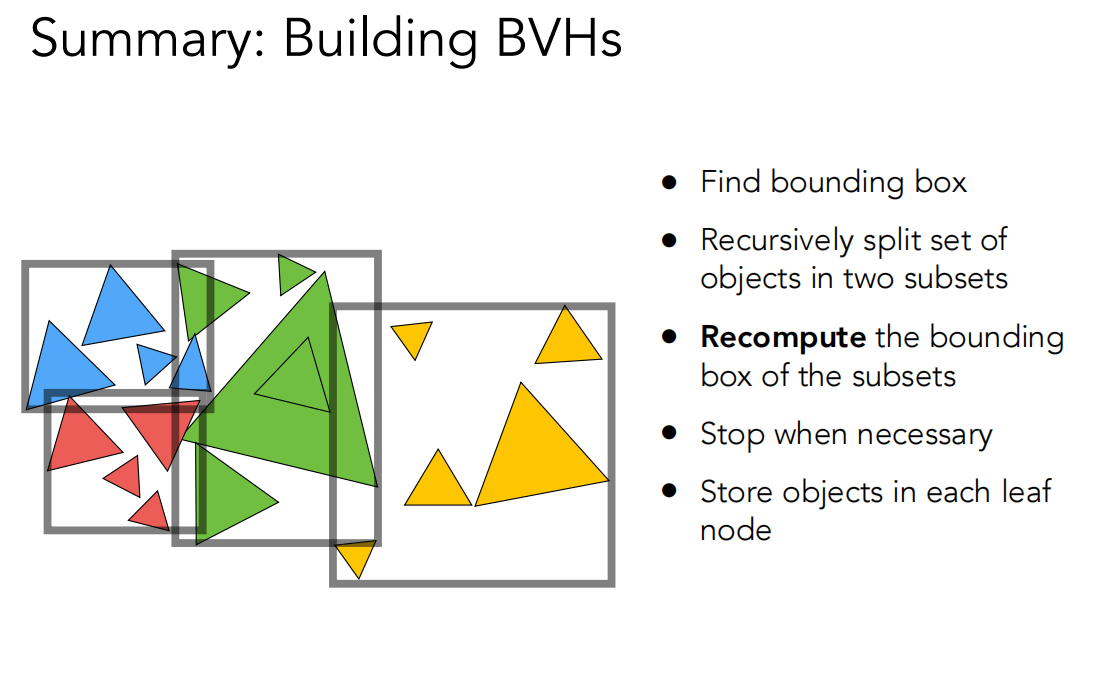 Summary: Building BVHs
● Find bounding box
● Recursively split set of
objects in two subsets
● Recompute the bounding
box of the subsets
● Stop when necessary
● Store objects in each leaf
node